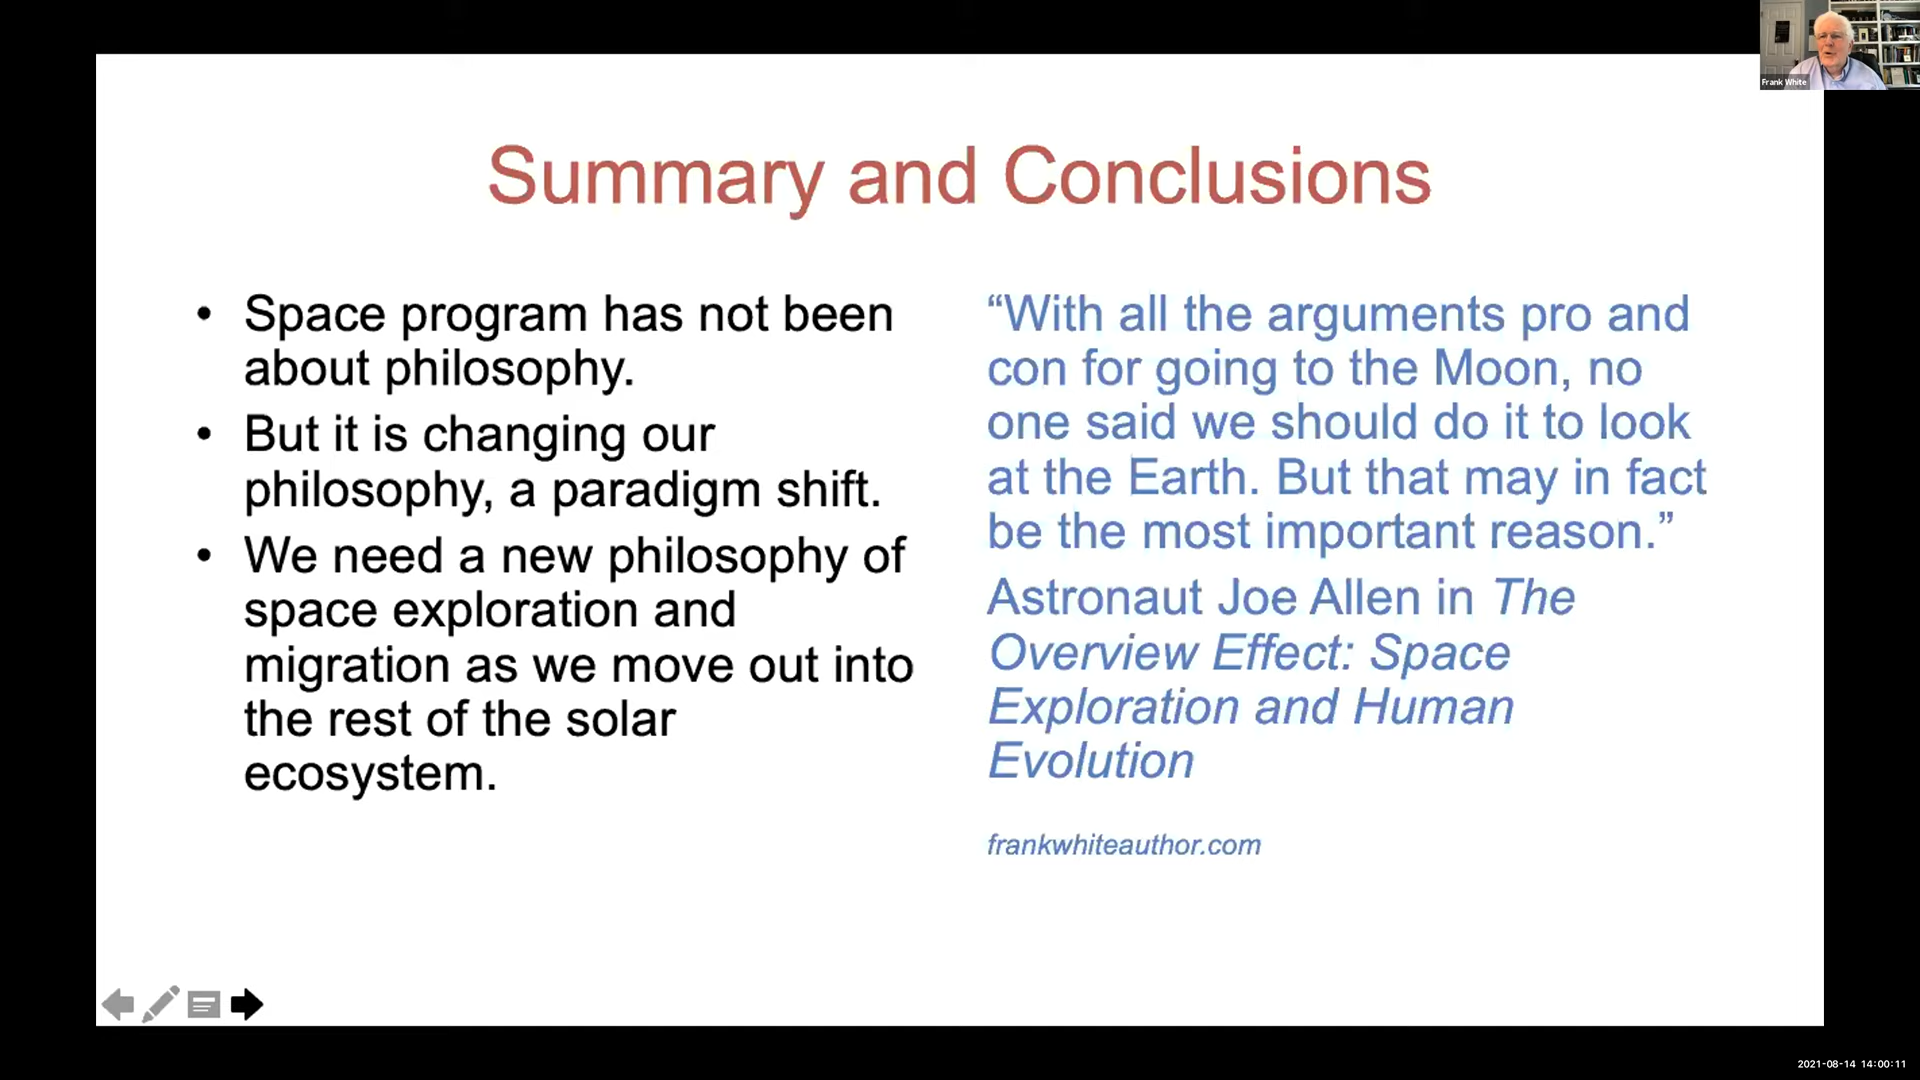 Frank White
Summary and Conclusions
• Space program has not been
about philosophy.
• But it is changing our
philosophy, a paradigm shift.
• We need a new philosophy of
space exploration and
migration as we move out into
the rest of the solar
ecosystem.
“With all the arguments pro and
con for going to the Moon, no
one said we should do it to look
at the Earth. But that may in fact
be the most important reason.”
Astronaut Joe Allen in The
Overview Effect: Space
Exploration and Human
Evolution
frankwhiteauthor.com
2021-08-14 14:00:11